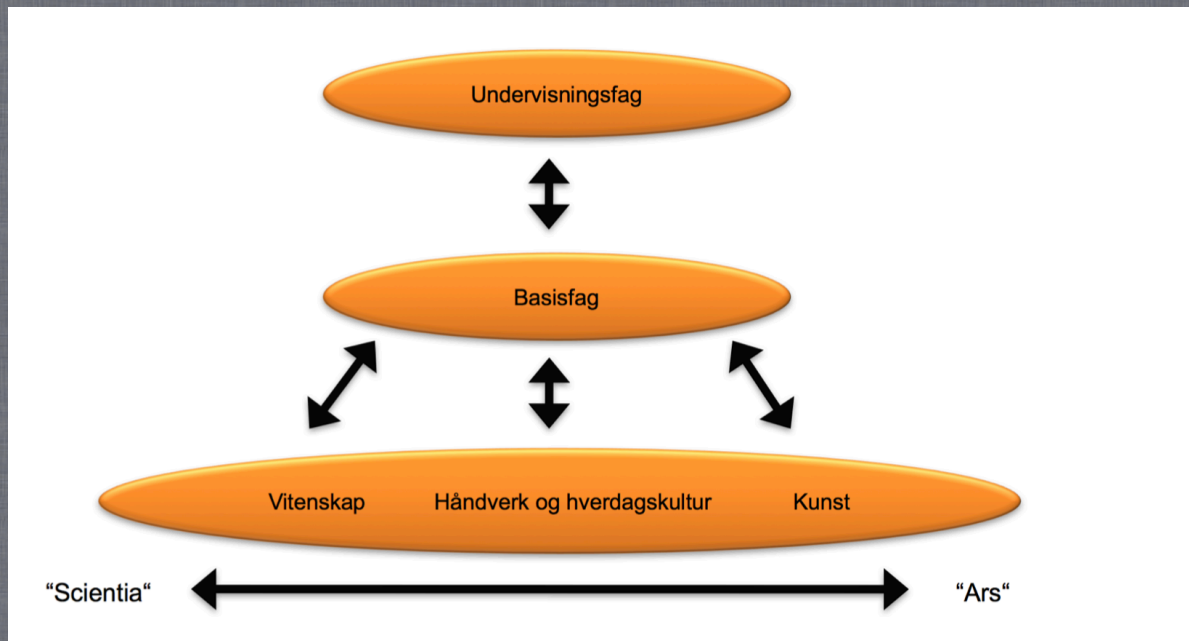 Undervisningsfag
Basisfag
Vitenskap Håndverk og hverdagskultur Kunst
“Scientia“ “Ars“